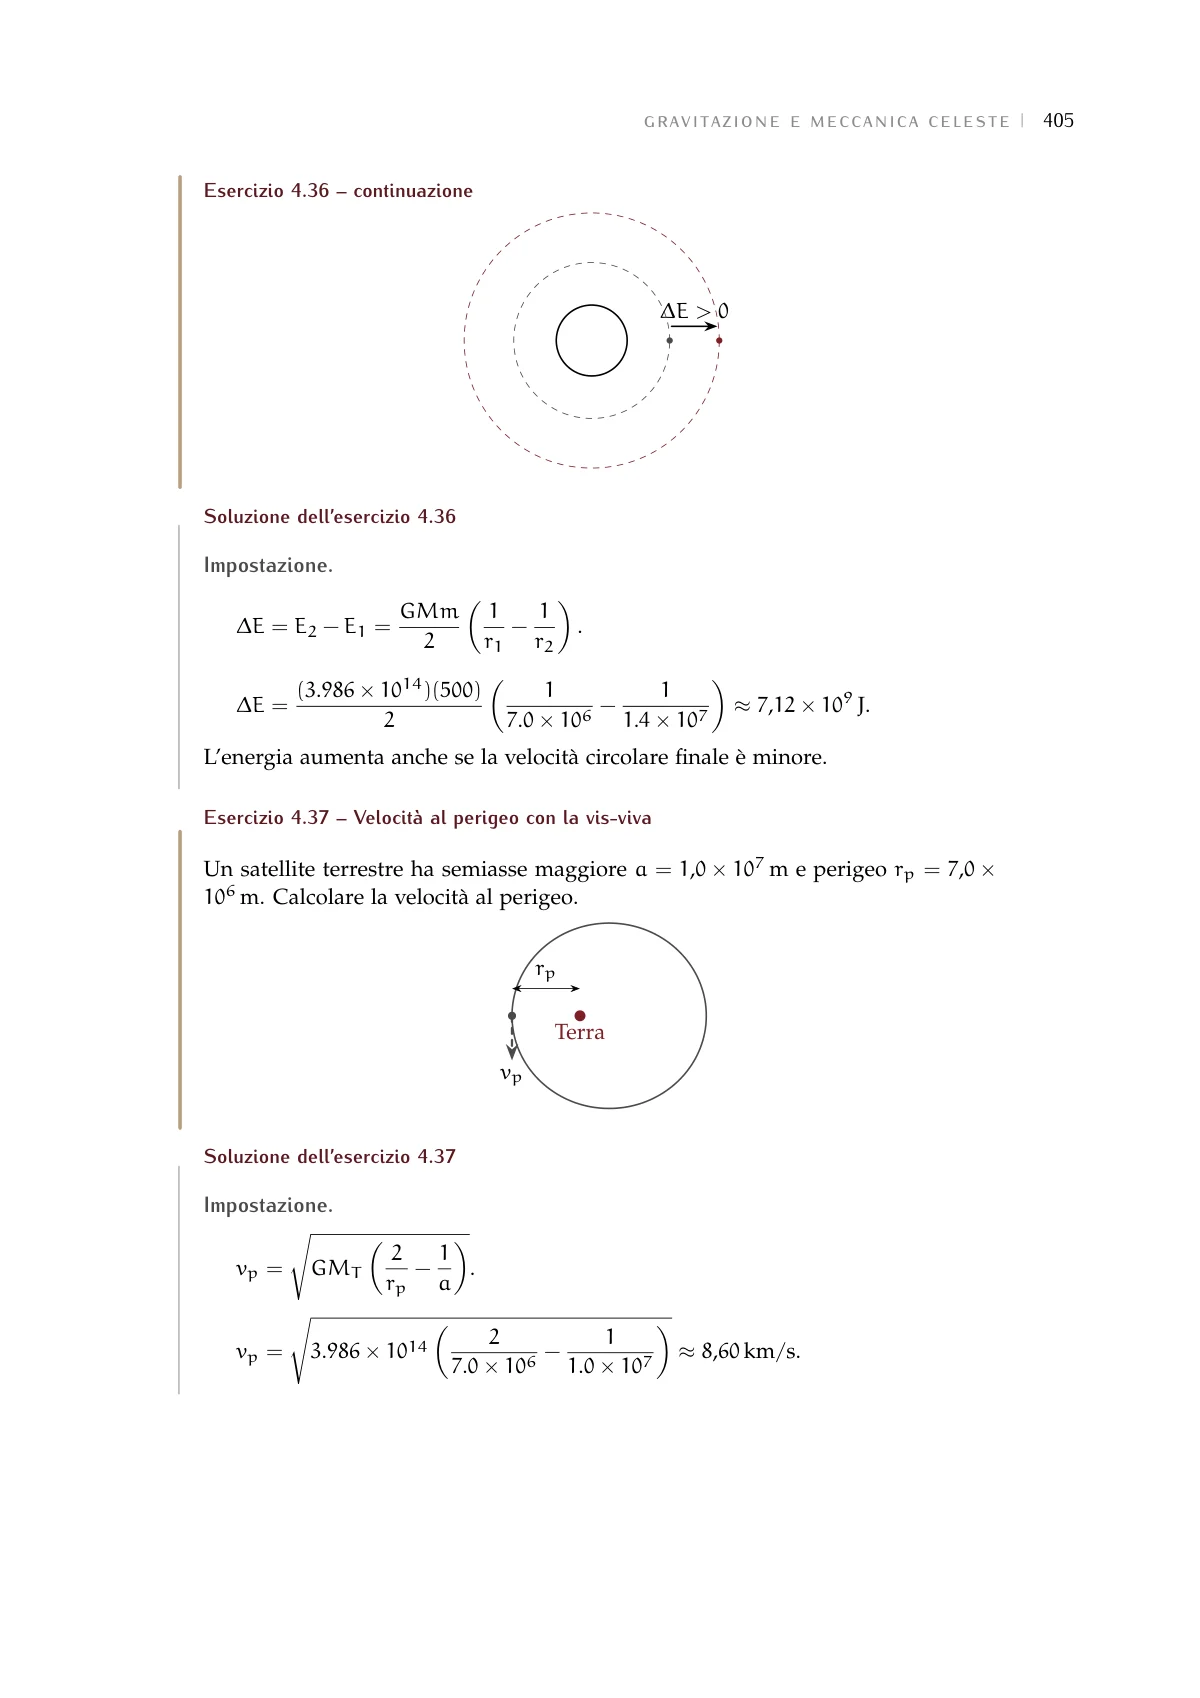 GRAVITAZIONE E MECCANICA CELESTE | 405
Esercizio 4.36 – continuazione
ΔE > 0
Soluzione dell'esercizio 4.36
Impostazione.
ΔE = E₂ − E₁ = GMm/2 (1/r₁ − 1/r₂) .
ΔE = (3.986 × 10¹⁴)(500)/2 (1/7.0 × 10⁶ − 1/1.4 × 10⁷) ≈ 7,12 × 10⁹ J.
L'energia aumenta anche se la velocità circolare finale è minore.
Esercizio 4.37 – Velocità al perigeo con la vis-viva
Un satellite terrestre ha semiasse maggiore a = 1,0 × 10⁷ m e perigeo rₚ = 7,0 ×
10⁶ m. Calcolare la velocità al perigeo.
rₚ
Terra
vₚ
Soluzione dell'esercizio 4.37
Impostazione.
vₚ = √(GM_T (2/rₚ − 1/a)).
vₚ = √(3.986 × 10¹⁴ (2/7.0 × 10⁶ − 1/1.0 × 10⁷)) ≈ 8,60 km/s.